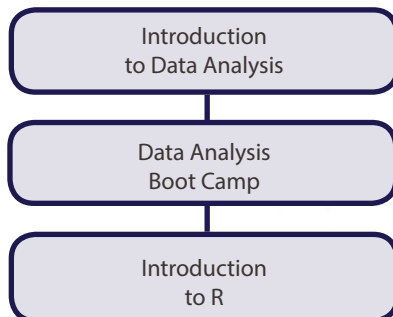 Introduction
to Data Analysis
Data Analysis
Boot Camp
Introduction
to R